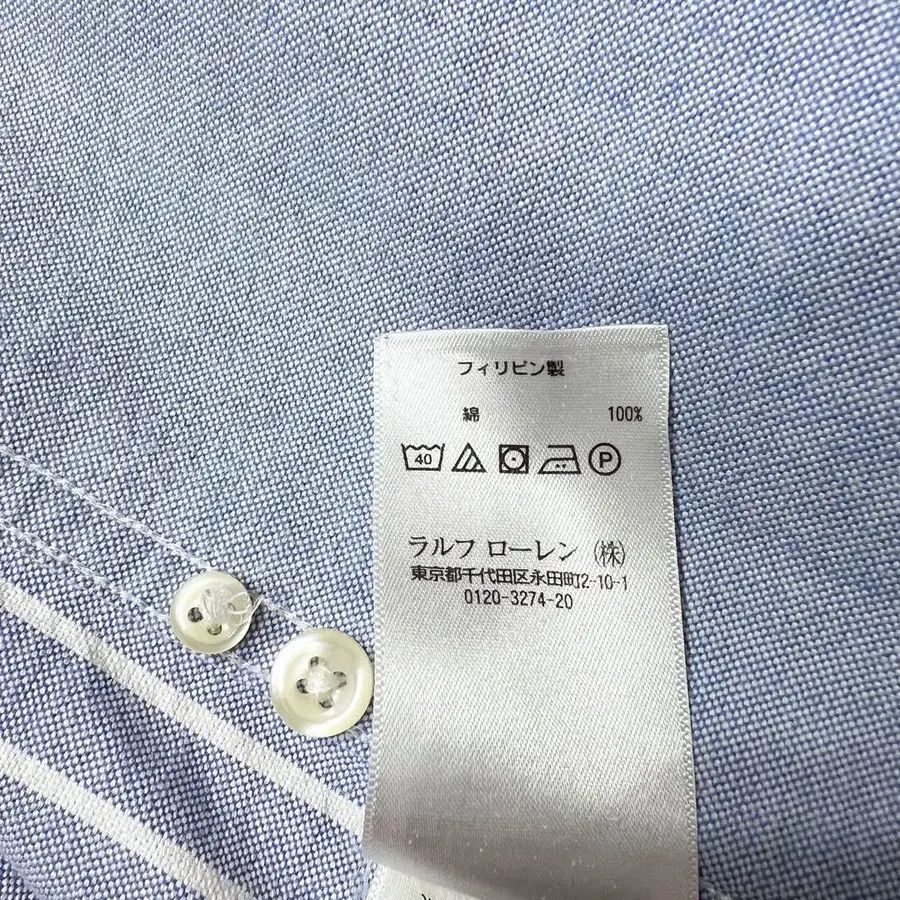 フィリピン製
綿 100%
40 P
ラルフ ローレン (株)
東京都千代田区永田町2-10-1
0120-3274-20